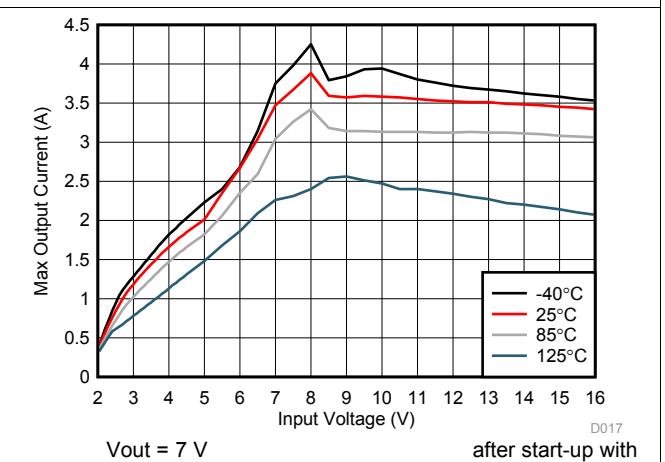 4.5
4
3.5
3
2.5
2
1.5
1
0.5
0
Max Output Current (A)
-40°C
25°C
85°C
125°C
2 3 4 5 6 7 8 9 10 11 12 13 14 15 16
Input Voltage (V)
D017
Vout = 7 V after start-up with